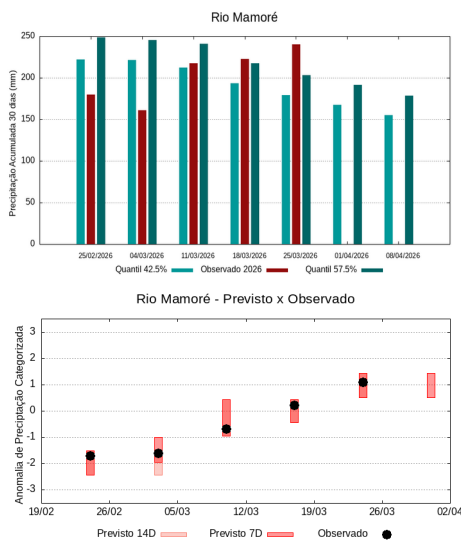 Rio Mamoré
Precipitação Acumulada 30 dias (mm)
250
200
150
100
50
0
25/02/2026 04/03/2026 11/03/2026 18/03/2026 25/03/2026 01/04/2026 08/04/2026
Quantil 42.5% Observado 2026 Quantil 57.5%
Rio Mamoré - Previsto x Observado
Anomalia de Preciptação Categorizada
3
2
1
0
-1
-2
-3
19/02 26/02 05/03 12/03 19/03 26/03 02/04
Previsto 14D Previsto 7D Observado